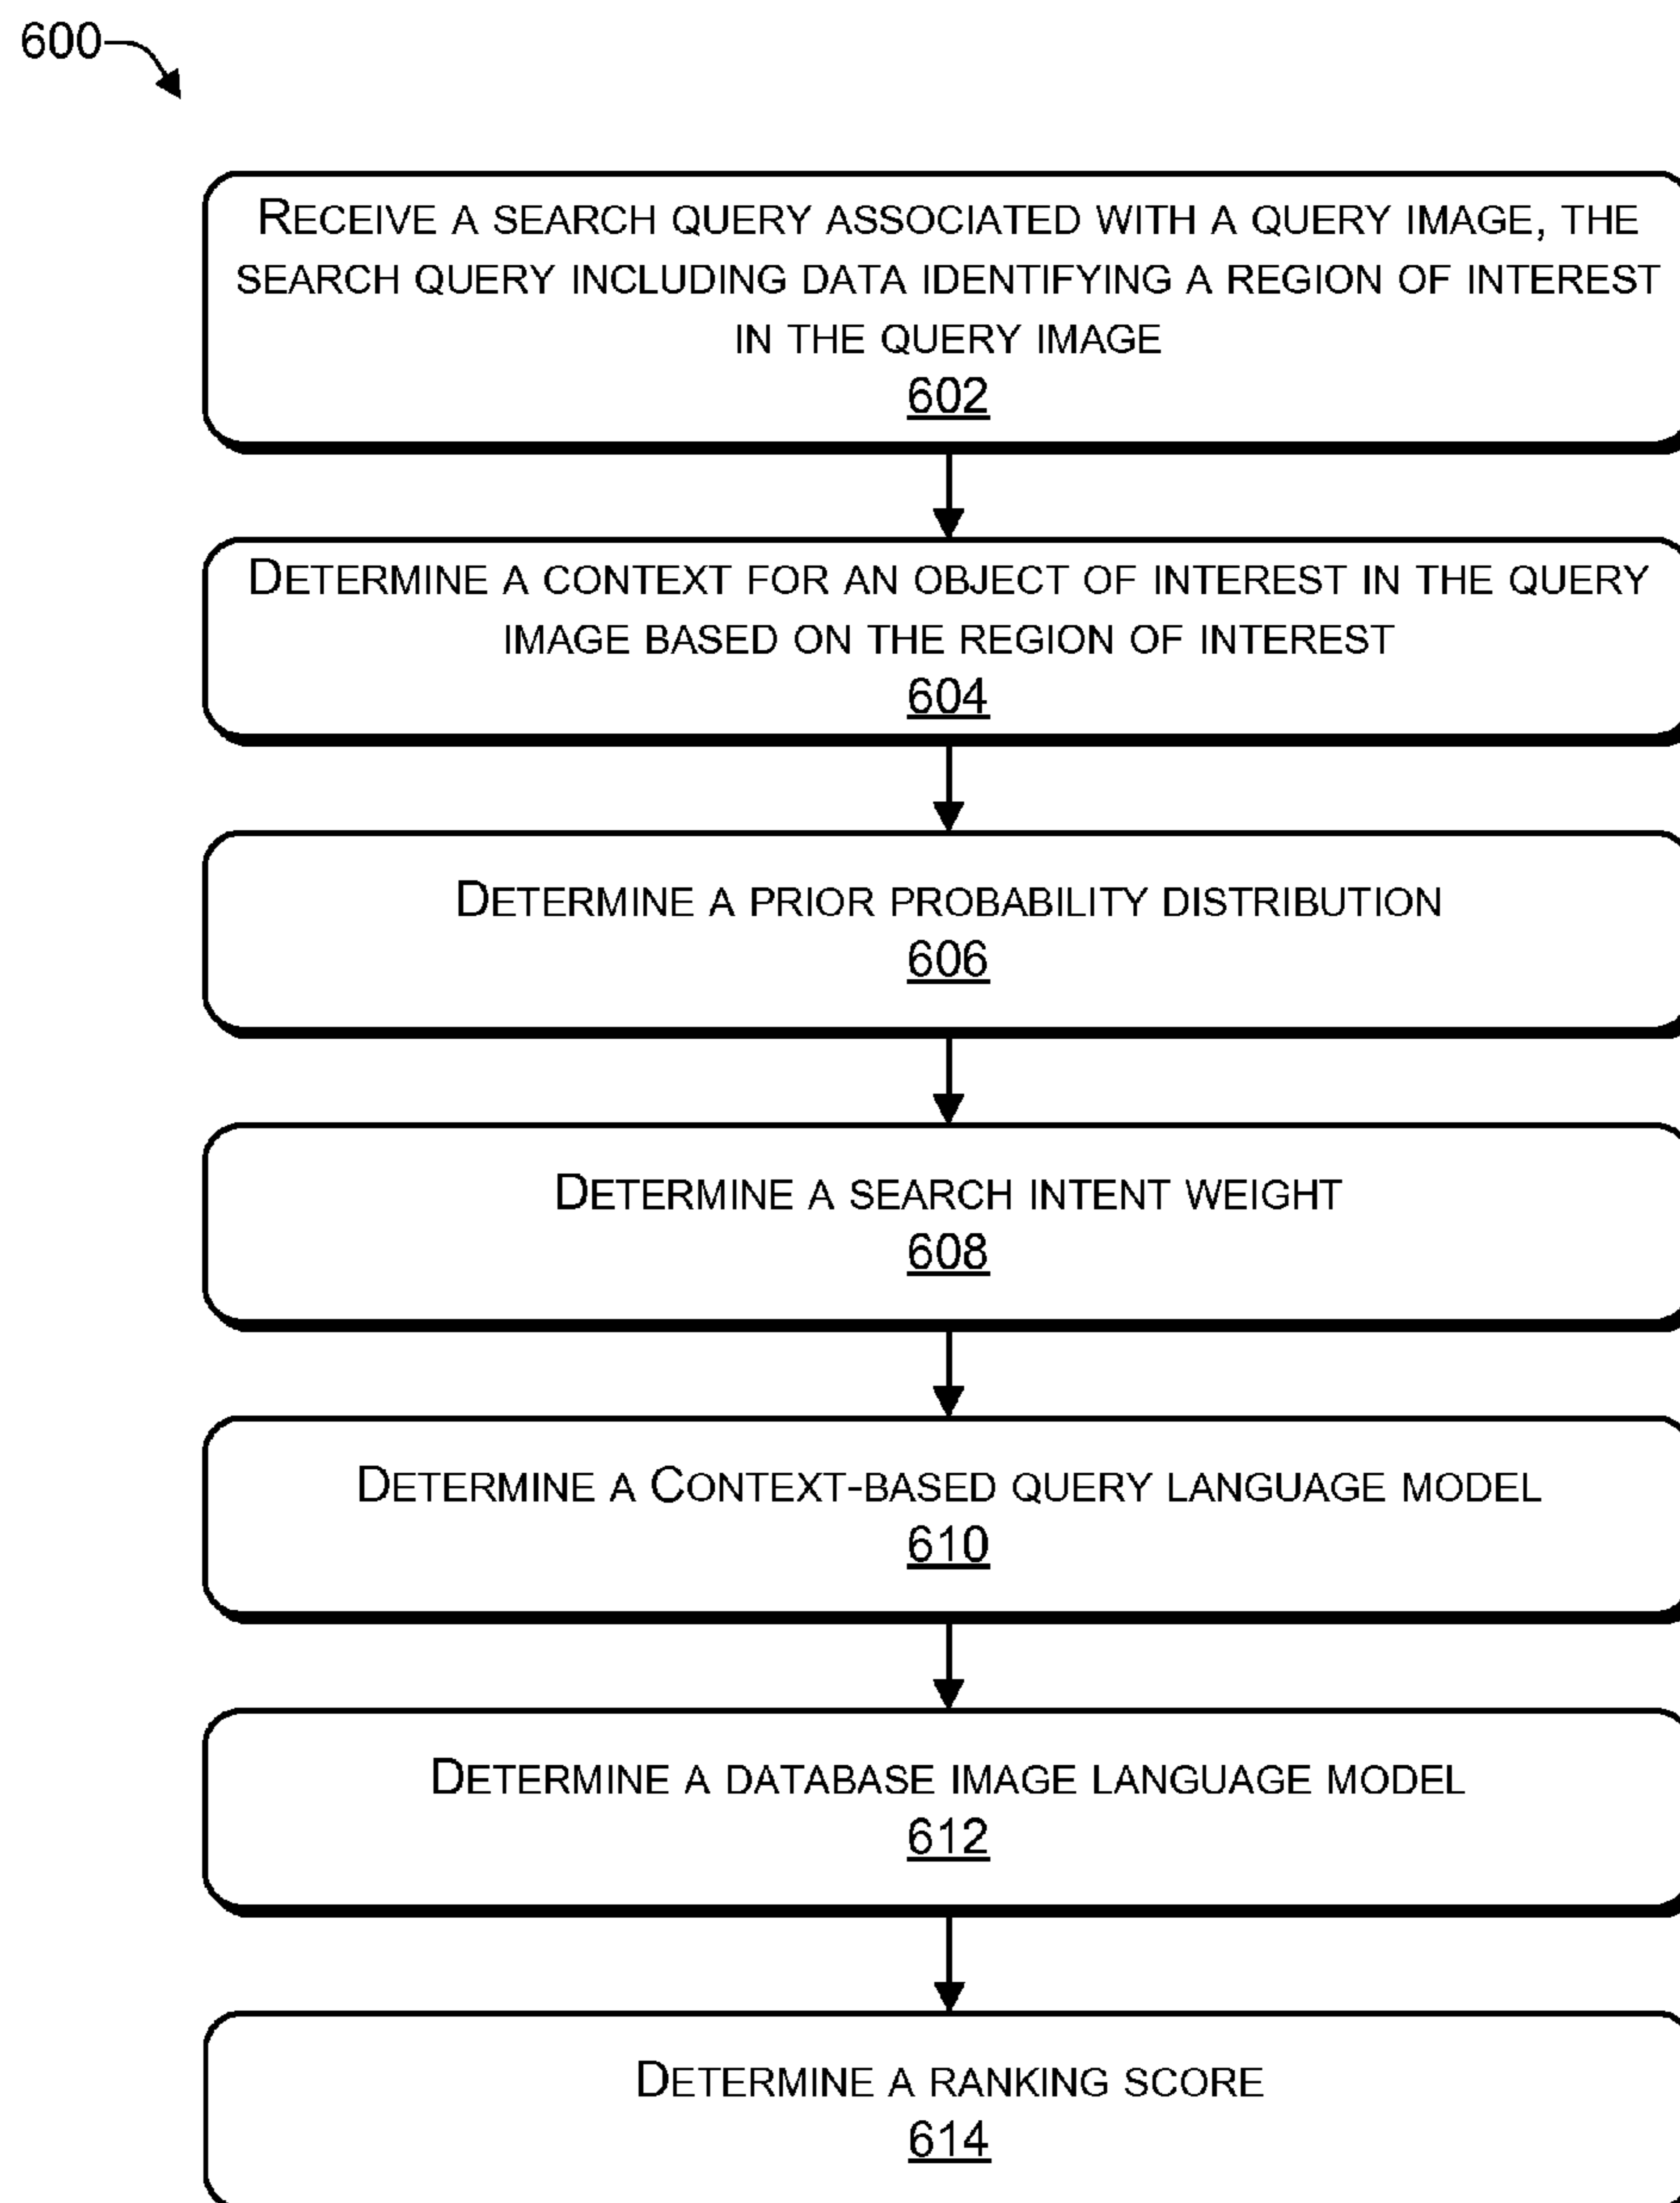 600
RECEIVE A SEARCH QUERY ASSOCIATED WITH A QUERY IMAGE, THE
SEARCH QUERY INCLUDING DATA IDENTIFYING A REGION OF INTEREST
IN THE QUERY IMAGE
602
DETERMINE A CONTEXT FOR AN OBJECT OF INTEREST IN THE QUERY
IMAGE BASED ON THE REGION OF INTEREST
604
DETERMINE A PRIOR PROBABILITY DISTRIBUTION
606
DETERMINE A SEARCH INTENT WEIGHT
608
DETERMINE A CONTEXT-BASED QUERY LANGUAGE MODEL
610
DETERMINE A DATABASE IMAGE LANGUAGE MODEL
612
DETERMINE A RANKING SCORE
614